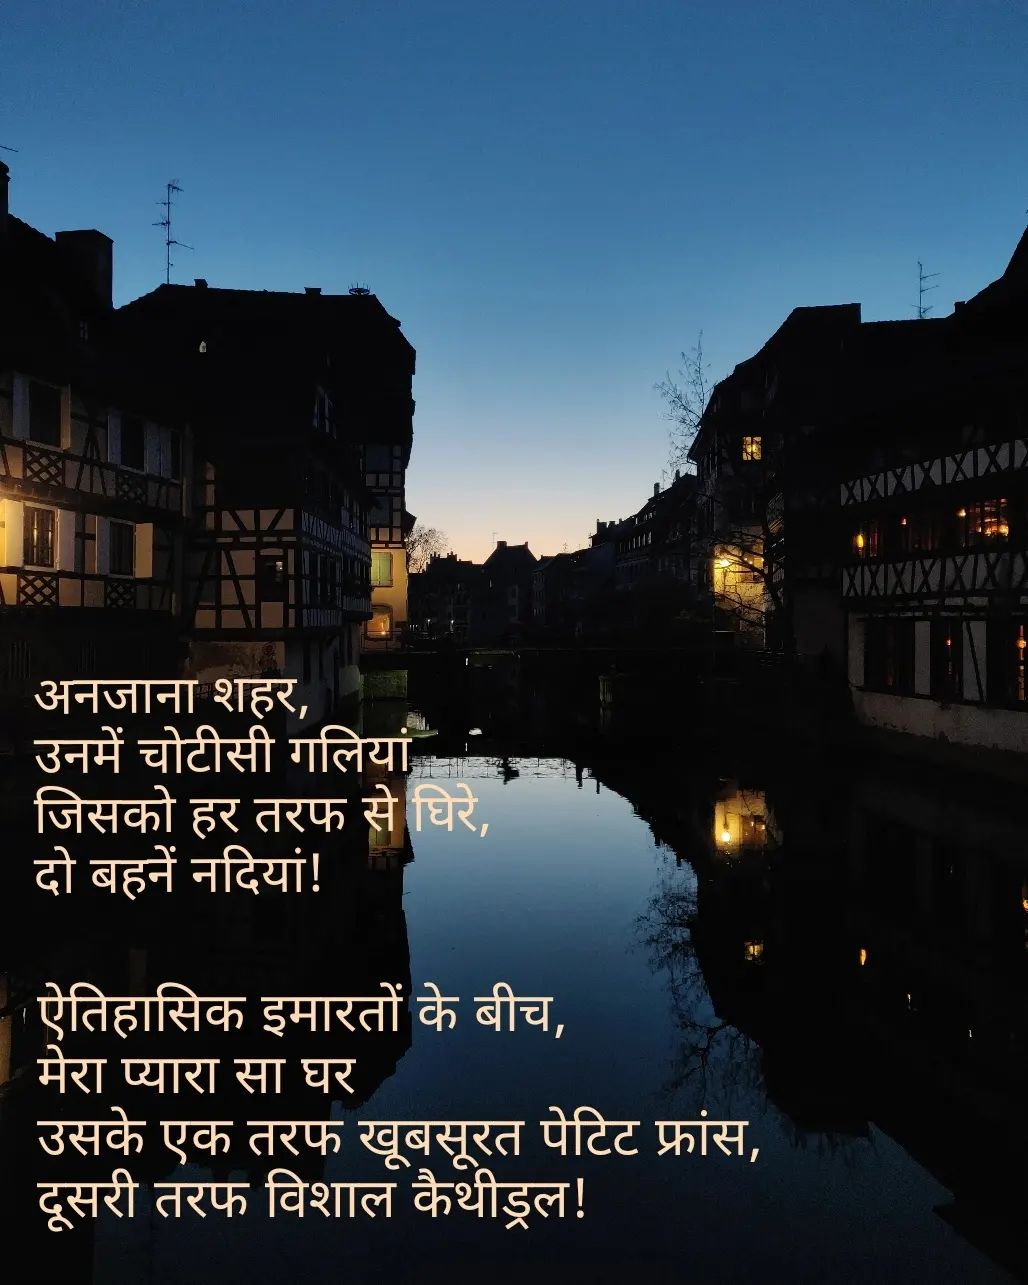 अनजाना शहर,
उनमें चोटीसी गलियां
जिसको हर तरफ से घिरे,
दो बहनें नदियां!
ऐतिहासिक इमारतों के बीच,
मेरा प्यारा सा घर
उसके एक तरफ खूबसूरत पेटिट फ्रांस,
दूसरी तरफ विशाल कैथीड्रल!